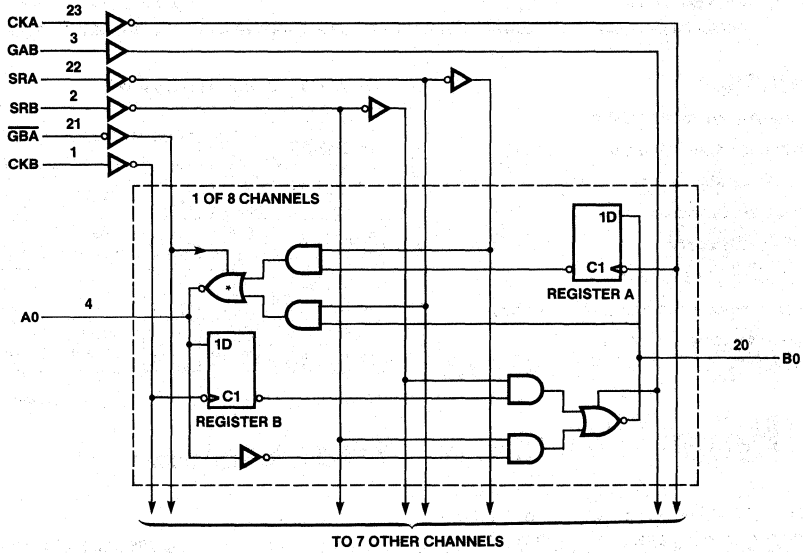 CKA 23
GAB 3
SRA 22
SRB 2
GBA 21
CKB 1
1 OF 8 CHANNELS
1D
C1
REGISTER A
*
A0 4
1D
C1
REGISTER B
20 B0
TO 7 OTHER CHANNELS